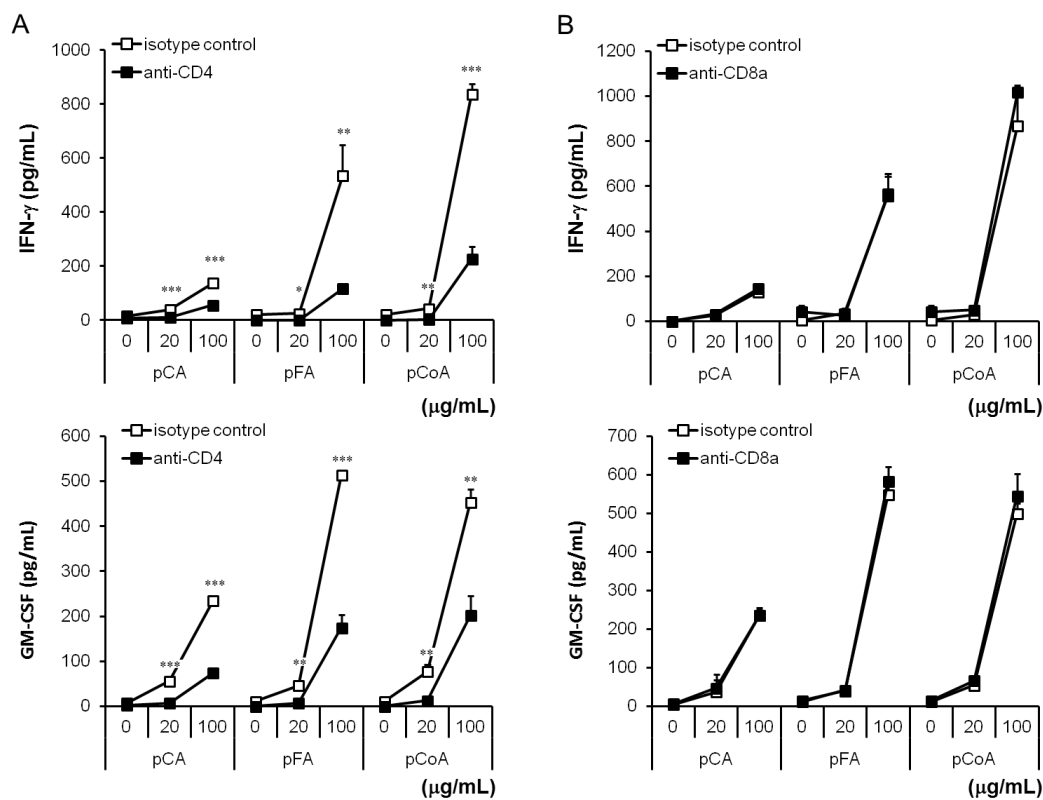 A
isotype control
anti-CD4
IFN-γ (pg/mL)
1000
800
600
400
200
0
***
***
*
**
**
***
0 20 100 0 20 100 0 20 100
pCA pFA pCoA
(μg/mL)
B
isotype control
anti-CD8a
IFN-γ (pg/mL)
1200
1000
800
600
400
200
0
0 20 100 0 20 100 0 20 100
pCA pFA pCoA
(μg/mL)
isotype control
anti-CD4
GM-CSF (pg/mL)
600
500
400
300
200
100
0
***
***
**
***
**
**
0 20 100 0 20 100 0 20 100
pCA pFA pCoA
(μg/mL)
isotype control
anti-CD8a
GM-CSF (pg/mL)
700
600
500
400
300
200
100
0
0 20 100 0 20 100 0 20 100
pCA pFA pCoA
(μg/mL)